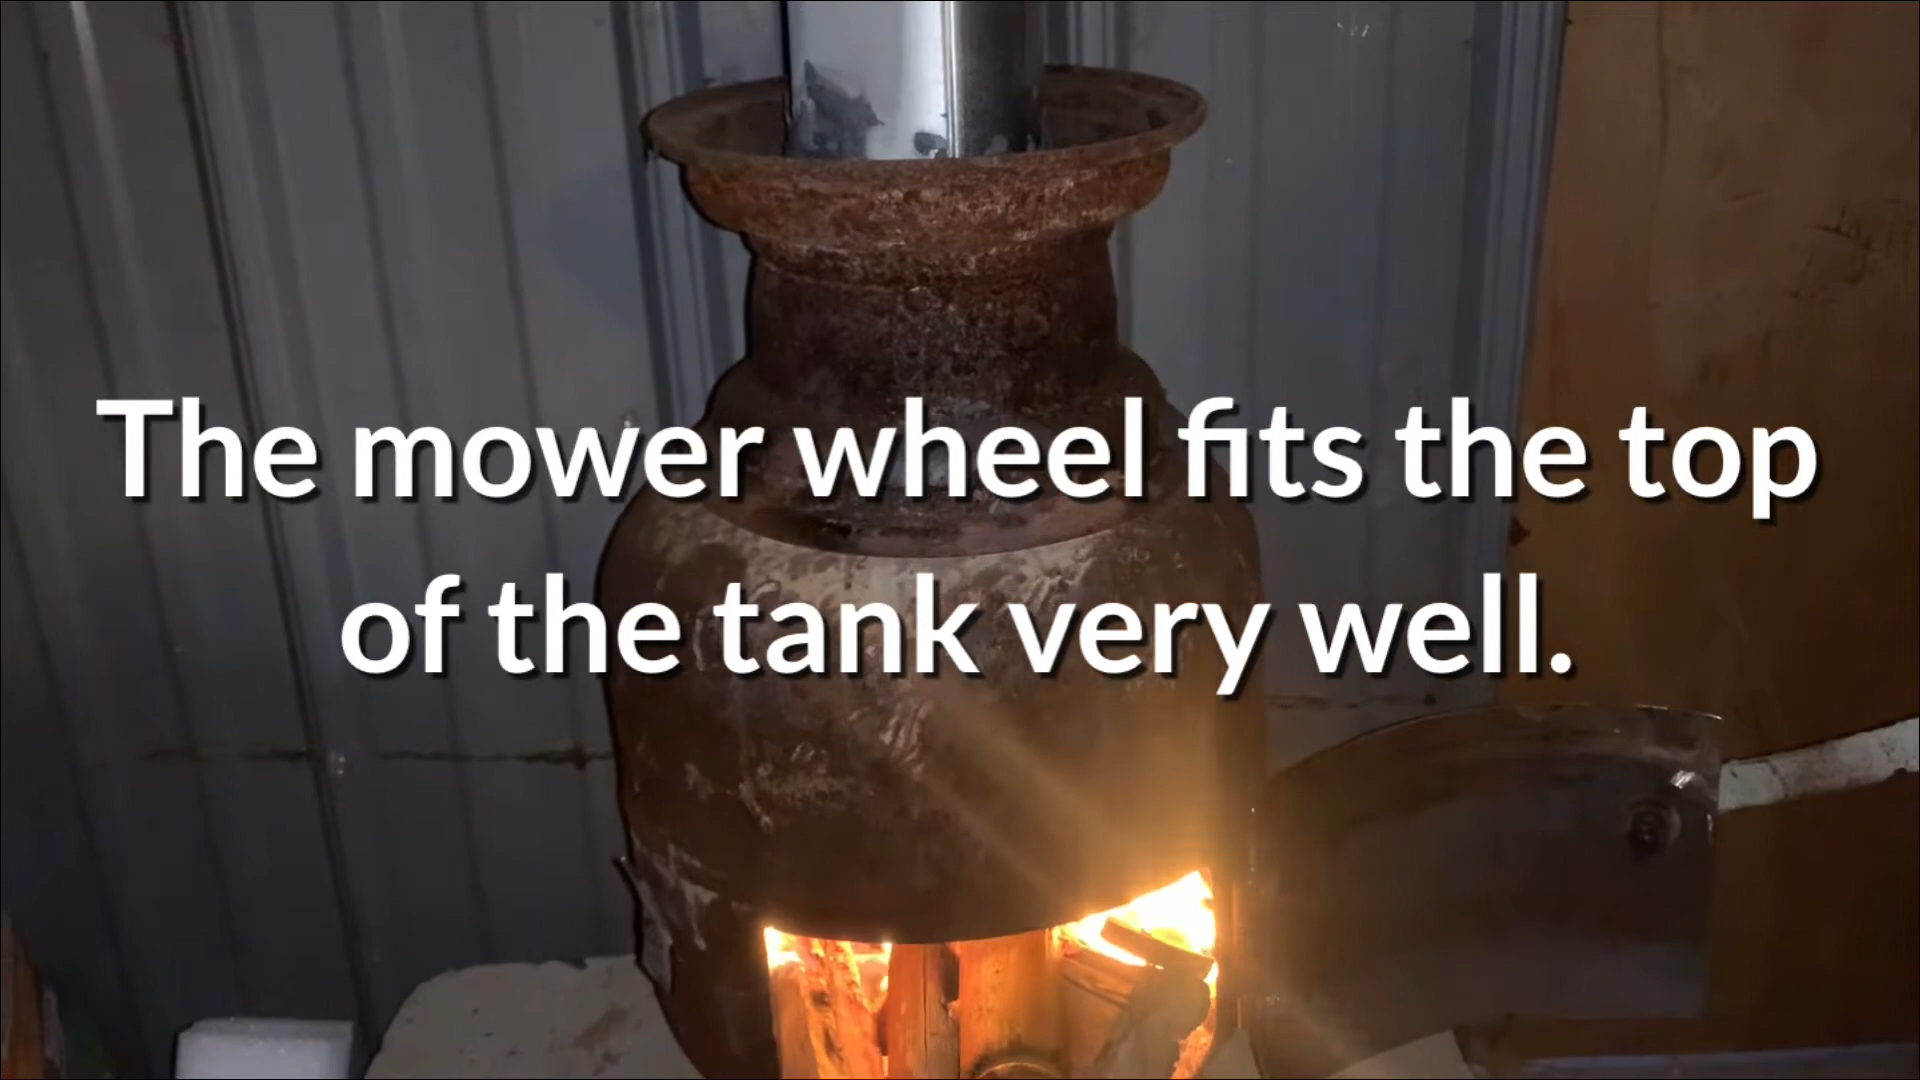 The mower wheel fits the top
of the tank very well.